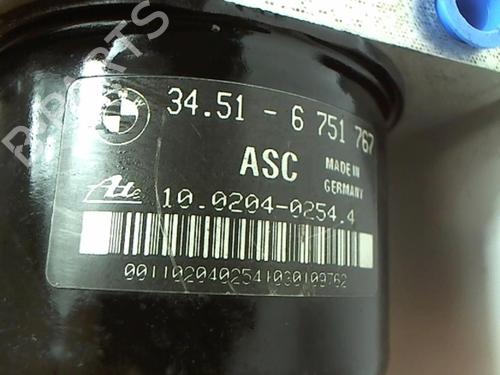 34.51 - 6 751 767
ASC
MADE IN
GERMANY
Ate
10.0204-0254.4
0011020402541030109762
PARTS